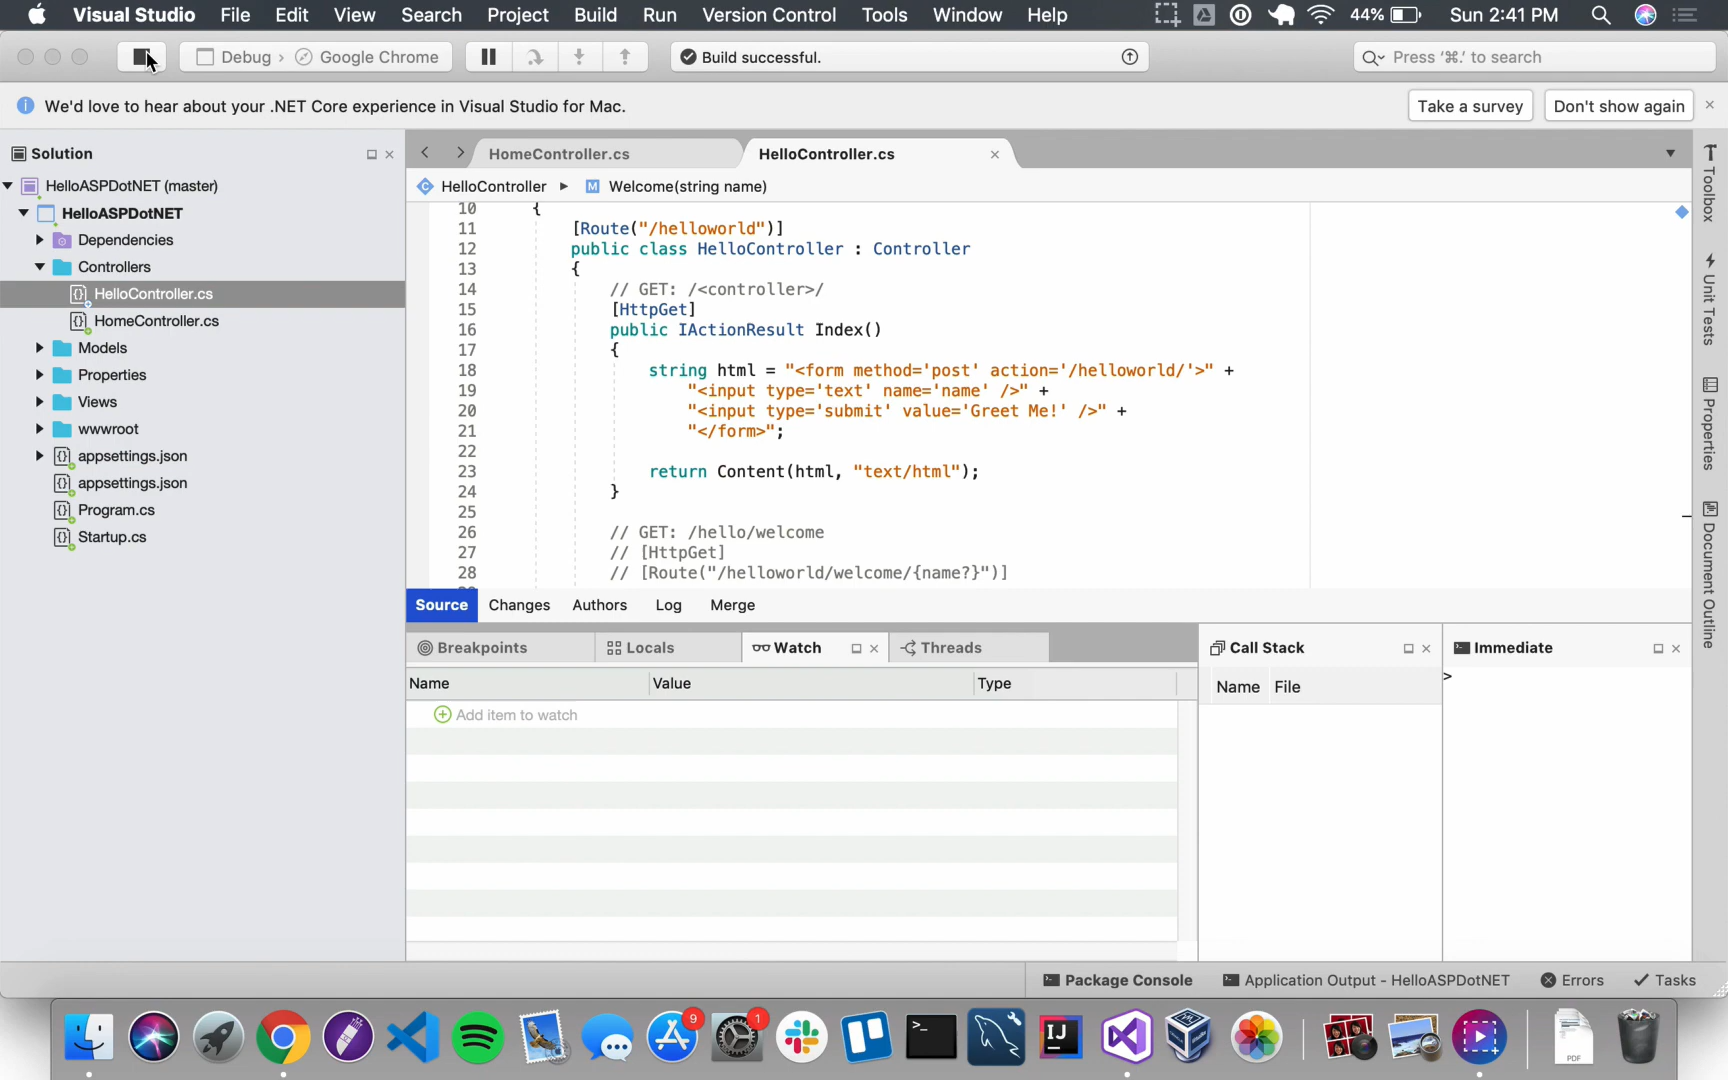 Visual Studio File Edit View Search Project Build Run Version Control Tools Window Help 44% Sun 2:41 PM
Debug › Google Chrome Build successful. Press '⌘.' to search
We'd love to hear about your .NET Core experience in Visual Studio for Mac. Take a survey Don't show again
Solution
HelloASPDotNET (master)
HelloASPDotNET
Dependencies
Controllers
HelloController.cs
HomeController.cs
Models
Properties
Views
wwwroot
appsettings.json
appsettings.json
Program.cs
Startup.cs
HomeController.cs HelloController.cs
HelloController Welcome(string name)
10 {
11 [Route("/helloworld")]
12 public class HelloController : Controller
13 {
14 // GET: /<controller>/
15 [HttpGet]
16 public IActionResult Index()
17 {
18 string html = "<form method='post' action='/helloworld/'>" +
19 "<input type='text' name='name' />" +
20 "<input type='submit' value='Greet Me!' />" +
21 "</form>";
22
23 return Content(html, "text/html");
24 }
25
26 // GET: /hello/welcome
27 // [HttpGet]
28 // [Route("/helloworld/welcome/{name?}")]
Source Changes Authors Log Merge
Breakpoints Locals Watch Threads
Name Value Type
Add item to watch
Call Stack
Name File
Immediate
>
Toolbox
Unit Tests
Properties
Document Outline
Package Console Application Output - HelloASPDotNET Errors Tasks
9
1
>_
IJ
PDF